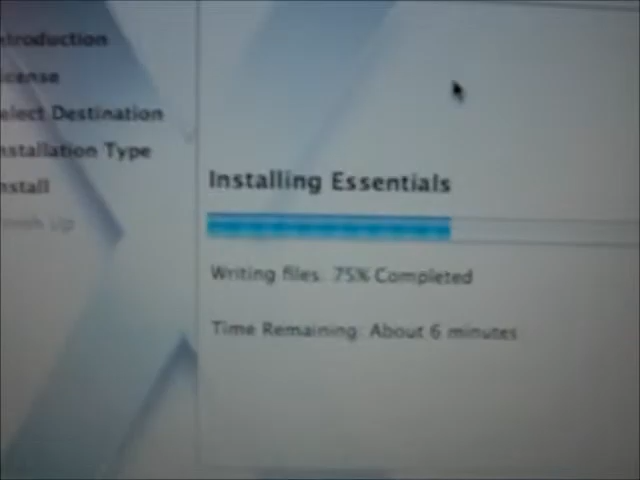 ntroduction
icense
elect Destination
nstallation Type
nstall
Installing Essentials
Writing files: 75% Completed
Time Remaining: About 6 minutes